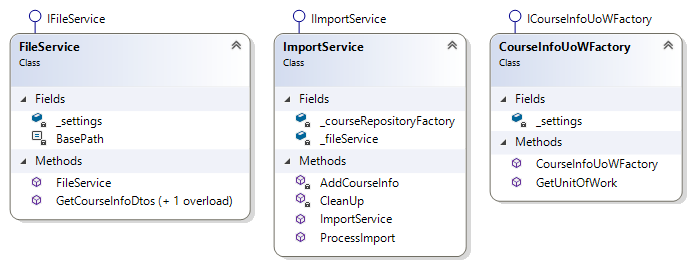 IFileService
FileService
Class
Fields
_settings
BasePath
Methods
FileService
GetCourseInfoDtos (+ 1 overload)
IImportService
ImportService
Class
Fields
_courseRepositoryFactory
_fileService
Methods
AddCourseInfo
CleanUp
ImportService
ProcessImport
ICourseInfoUoWFactory
CourseInfoUoWFactory
Class
Fields
_settings
Methods
CourseInfoUoWFactory
GetUnitOfWork